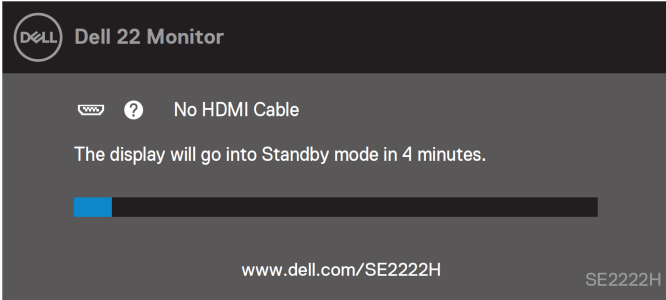 DELL Dell 22 Monitor
? No HDMI Cable
The display will go into Standby mode in 4 minutes.
www.dell.com/SE2222H
SE2222H